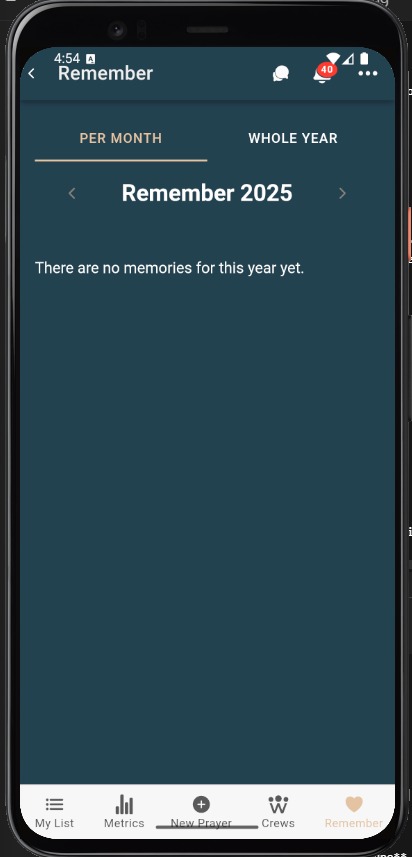 4:54 A
Remember
40
PER MONTH WHOLE YEAR
Remember 2025
There are no memories for this year yet.
My List Metrics New Prayer Crews Remember